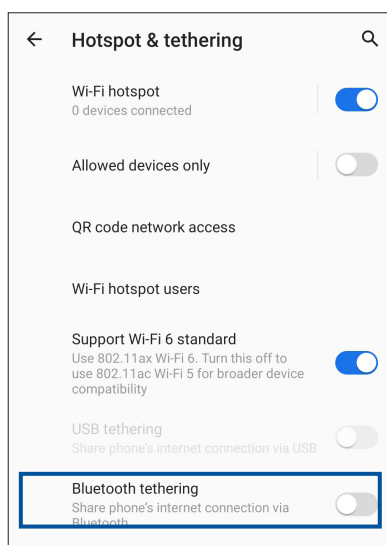 Hotspot & tethering
Wi-Fi hotspot
0 devices connected
Allowed devices only
QR code network access
Wi-Fi hotspot users
Support Wi-Fi 6 standard
Use 802.11ax Wi-Fi 6. Turn this off to
use 802.11ac Wi-Fi 5 for broader device
compatibility
USB tethering
Share phone's internet connection via USB
Bluetooth tethering
Share phone's internet connection via
Bluetooth